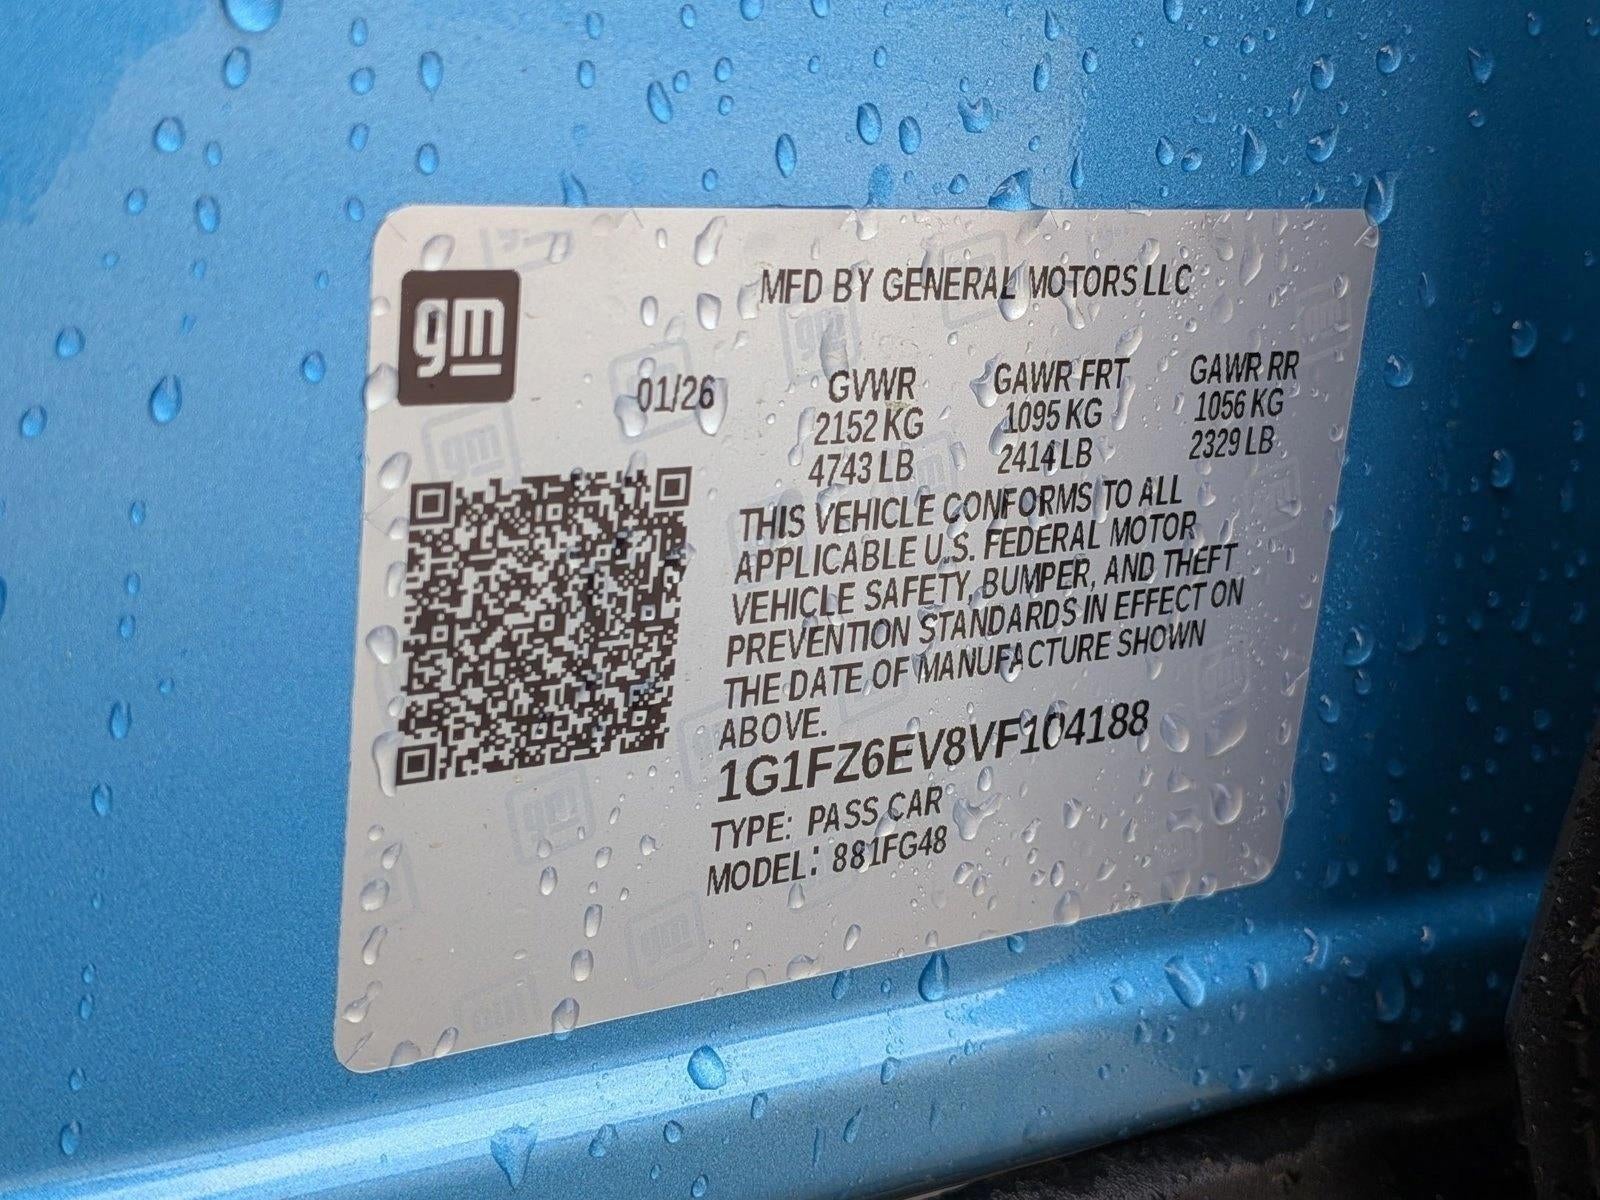 gm
MFD BY GENERAL MOTORS LLC
01/26
GVWR GAWR FRT GAWR RR
2152 KG 1095 KG 1056 KG
4743 LB 2414 LB 2329 LB
THIS VEHICLE CONFORMS TO ALL
APPLICABLE U.S. FEDERAL MOTOR
VEHICLE SAFETY, BUMPER, AND THEFT
PREVENTION STANDARDS IN EFFECT ON
THE DATE OF MANUFACTURE SHOWN
ABOVE.
1G1FZ6EV8VF104188
TYPE: PASS CAR
MODEL: 881FG48